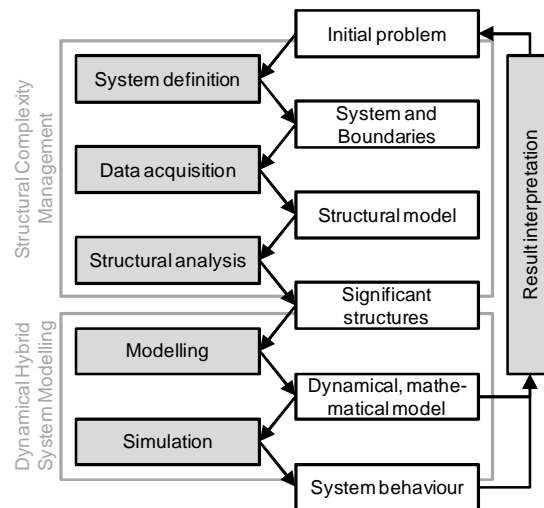 Initial problem
System definition
System and
Boundaries
Data acquisition
Structural model
Structural analysis
Significant
structures
Modelling
Dynamical, mathe-
matical model
Simulation
System behaviour
Structural Complexity
Management
Dynamical Hybrid
System Modelling
Result interpretation